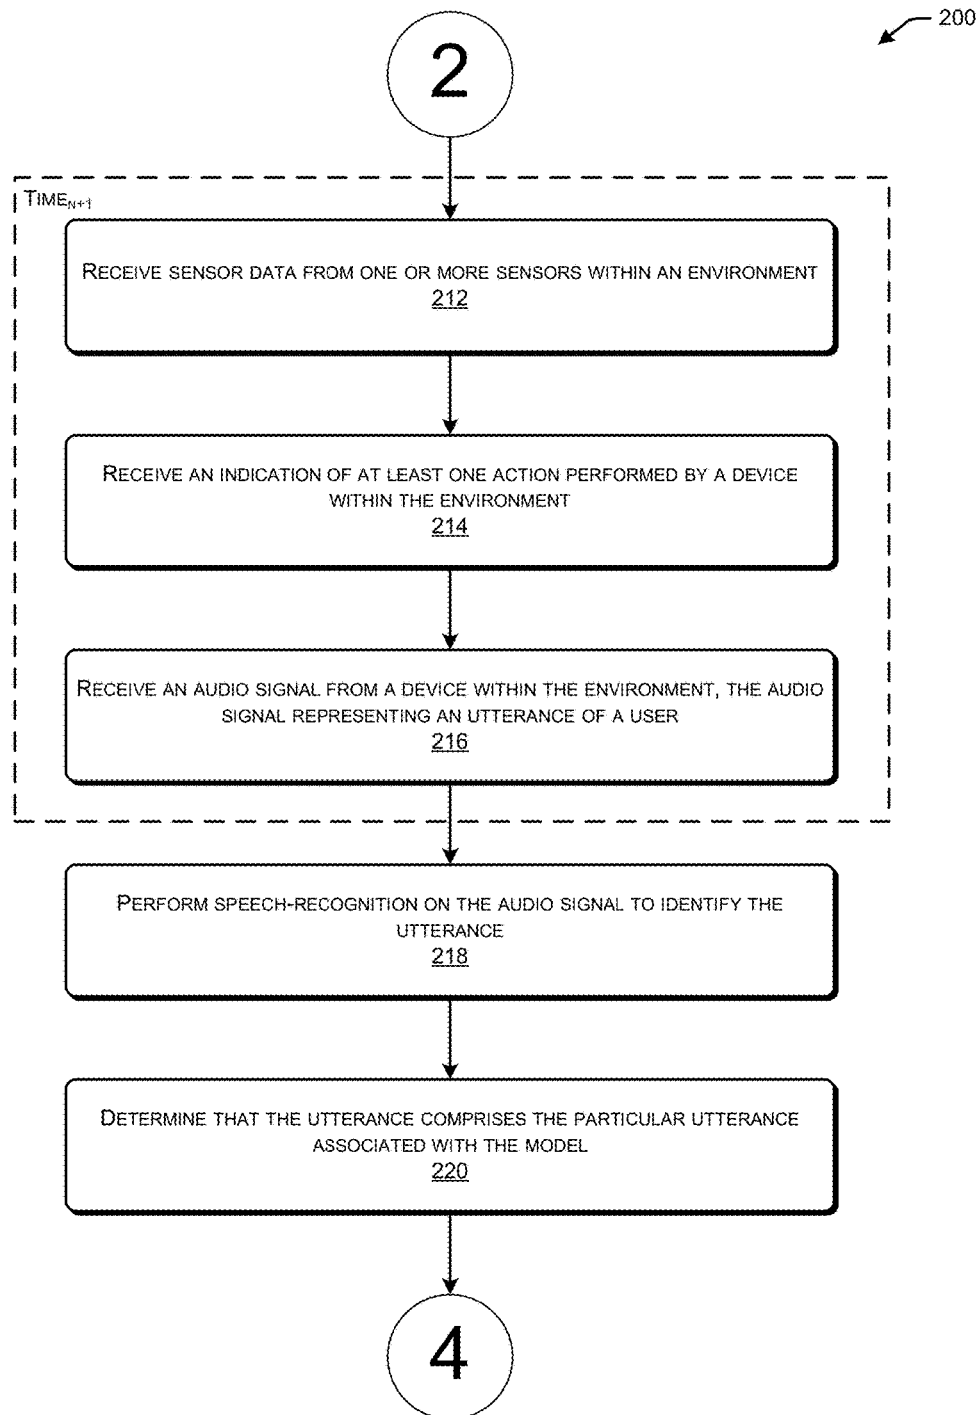 200
2
TIME N+1
RECEIVE SENSOR DATA FROM ONE OR MORE SENSORS WITHIN AN ENVIRONMENT
212
RECEIVE AN INDICATION OF AT LEAST ONE ACTION PERFORMED BY A DEVICE
WITHIN THE ENVIRONMENT
214
RECEIVE AN AUDIO SIGNAL FROM A DEVICE WITHIN THE ENVIRONMENT, THE AUDIO
SIGNAL REPRESENTING AN UTTERANCE OF A USER
216
PERFORM SPEECH-RECOGNITION ON THE AUDIO SIGNAL TO IDENTIFY THE
UTTERANCE
218
DETERMINE THAT THE UTTERANCE COMPRISES THE PARTICULAR UTTERANCE
ASSOCIATED WITH THE MODEL
220
4